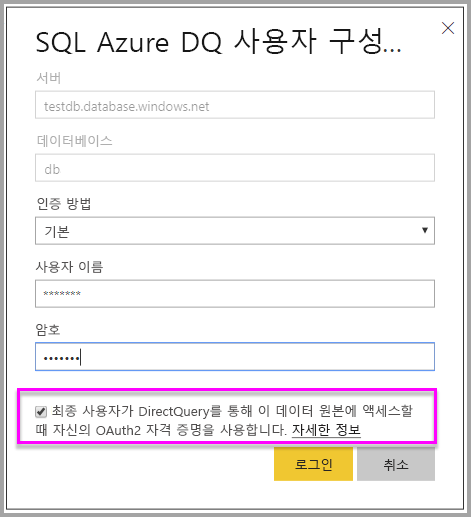 SQL Azure DQ 사용자 구성...
서버
testdb.database.windows.net
데이터베이스
db
인증 방법
기본
사용자 이름
*******
암호
•••••••
최종 사용자가 DirectQuery를 통해 이 데이터 원본에 액세스할
때 자신의 OAuth2 자격 증명을 사용합니다. 자세한 정보
로그인 취소